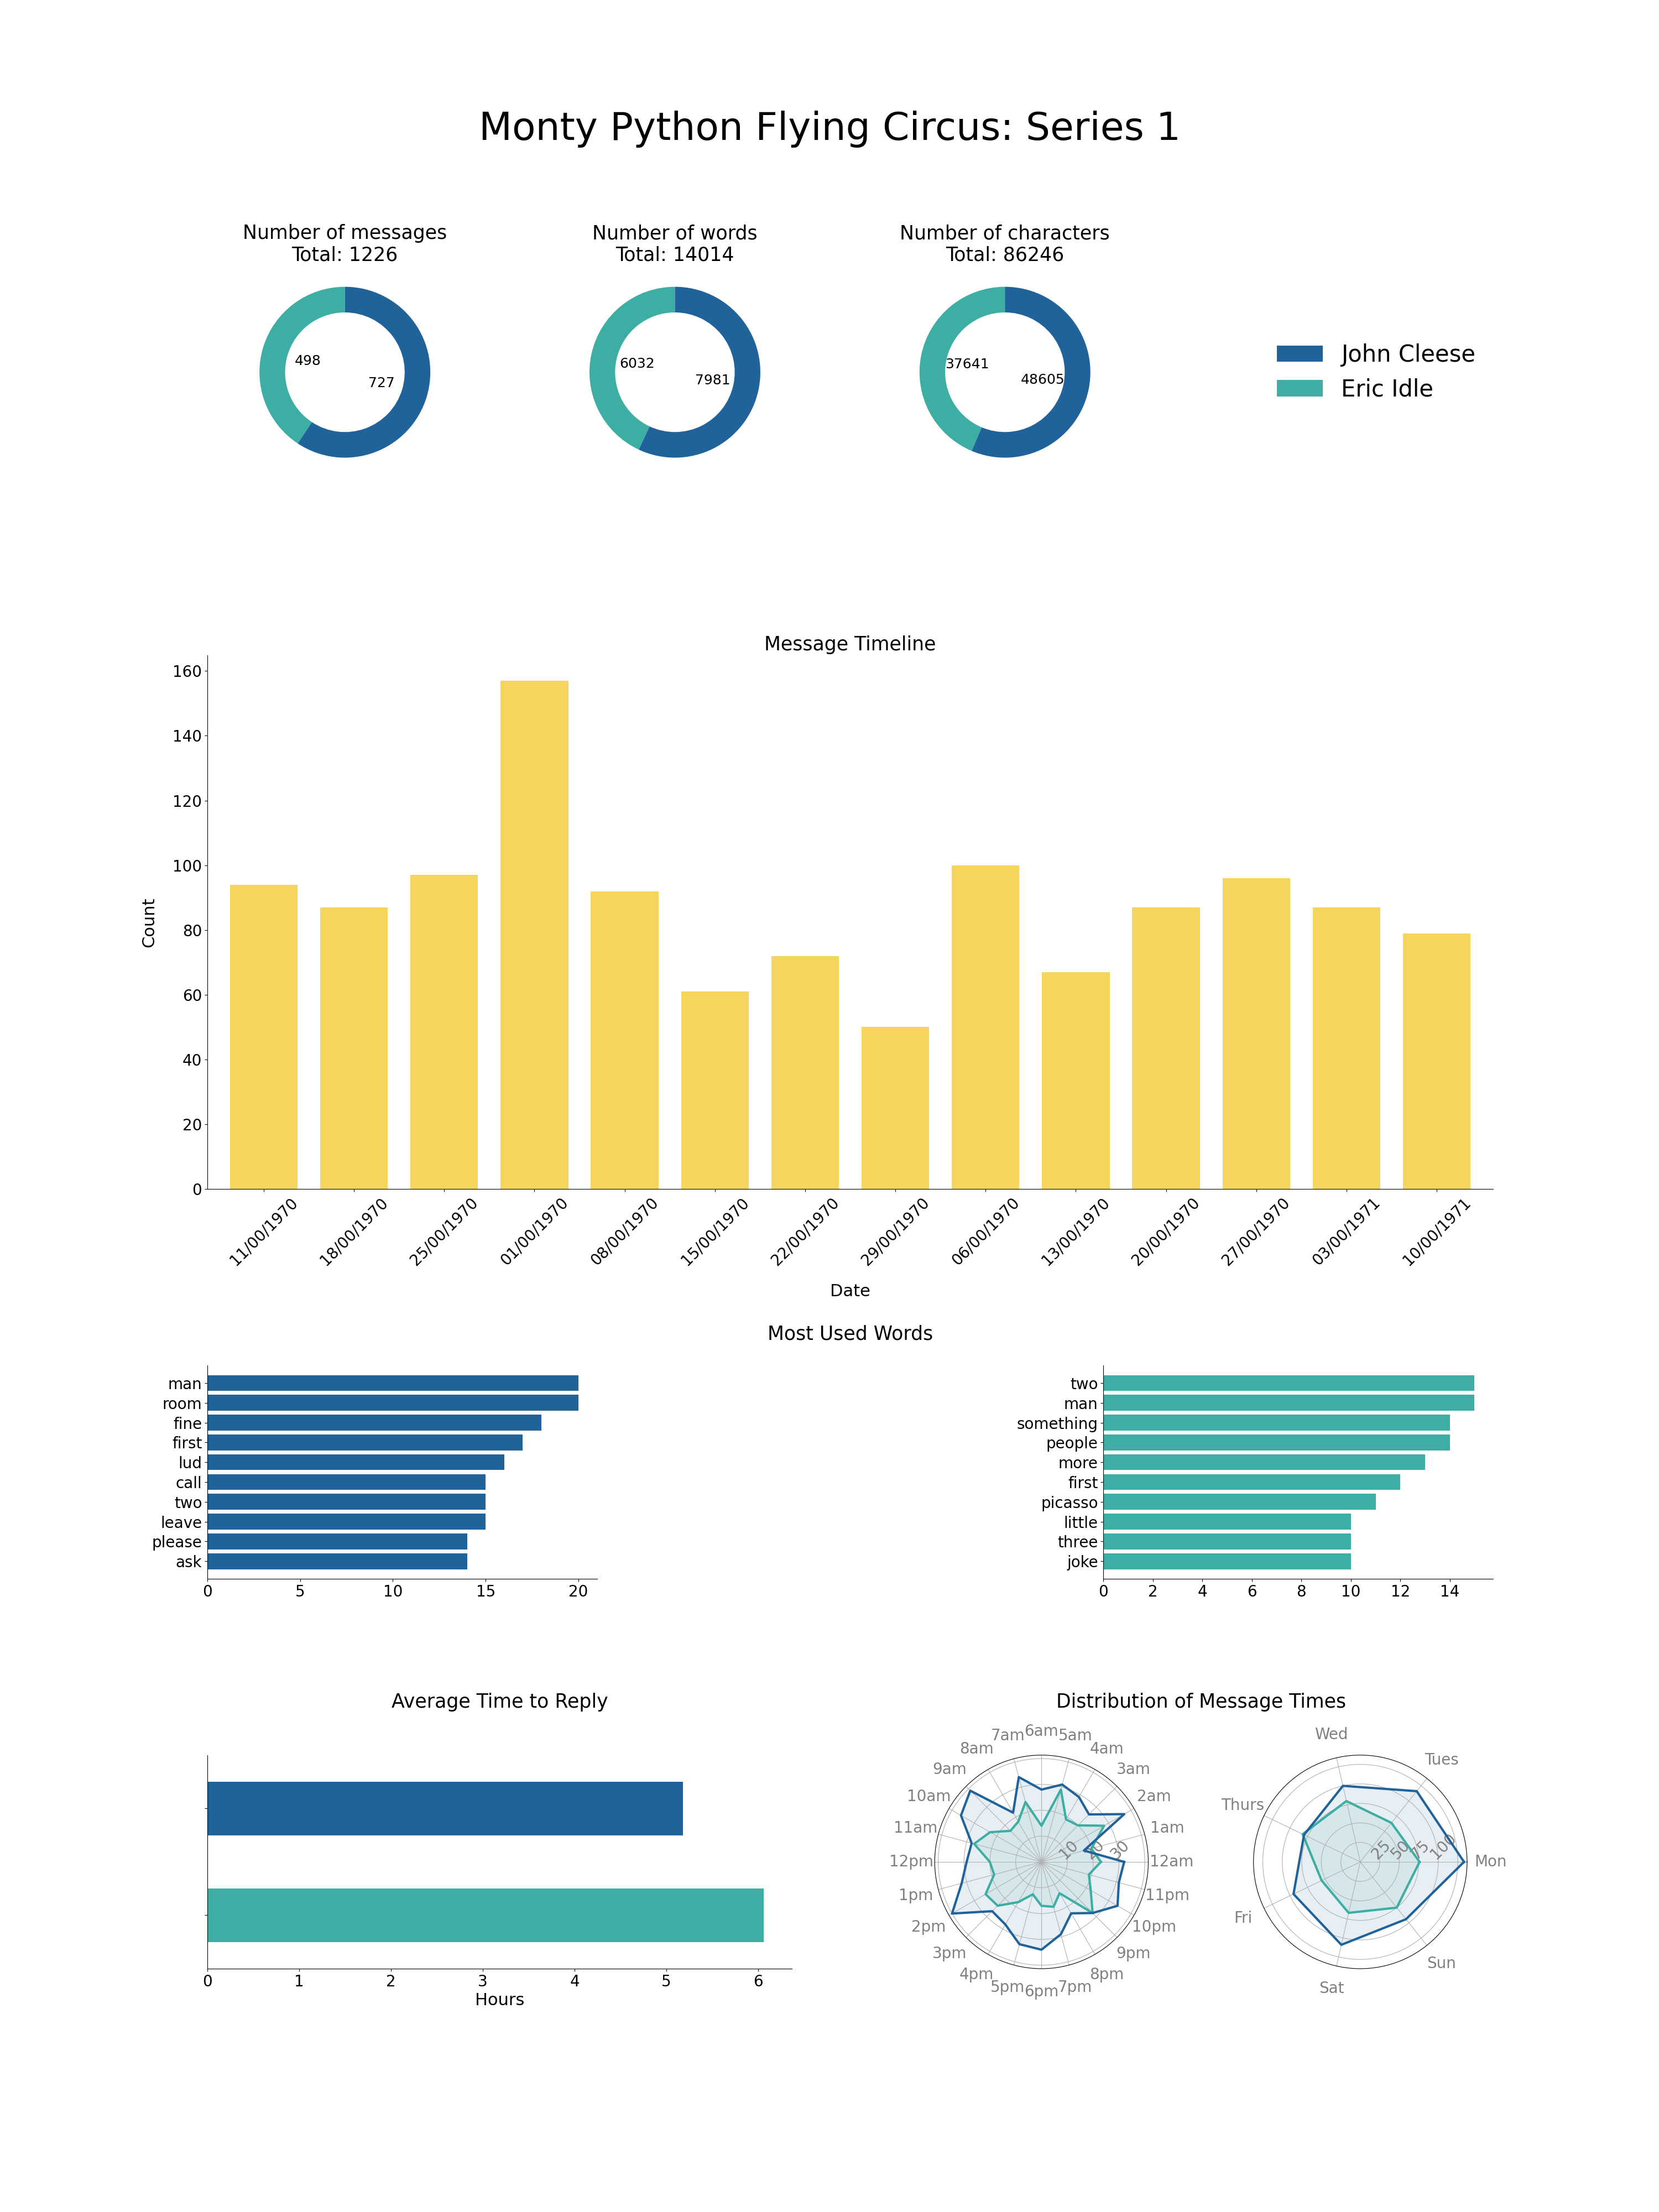 Monty Python Flying Circus: Series 1
Number of messages
Total: 1226
498
727
Number of words
Total: 14014
6032
7981
Number of characters
Total: 86246
37641
48605
John Cleese
Eric Idle
Message Timeline
Count
160
140
120
100
80
60
40
20
0
11/00/1970
18/00/1970
25/00/1970
01/00/1970
08/00/1970
15/00/1970
22/00/1970
29/00/1970
06/00/1970
13/00/1970
20/00/1970
27/00/1970
03/00/1971
10/00/1971
Date
Most Used Words
man
room
fine
first
lud
call
two
leave
please
ask
0 5 10 15 20
two
man
something
people
more
first
picasso
little
three
joke
0 2 4 6 8 10 12 14
Average Time to Reply
0 1 2 3 4 5 6
Hours
Distribution of Message Times
12am
1am
2am
3am
4am
5am
6am
7am
8am
9am
10am
11am
12pm
1pm
2pm
3pm
4pm
5pm
6pm
7pm
8pm
9pm
10pm
11pm
10
20
30
Mon
Tues
Wed
Thurs
Fri
Sat
Sun
25
50
75
100